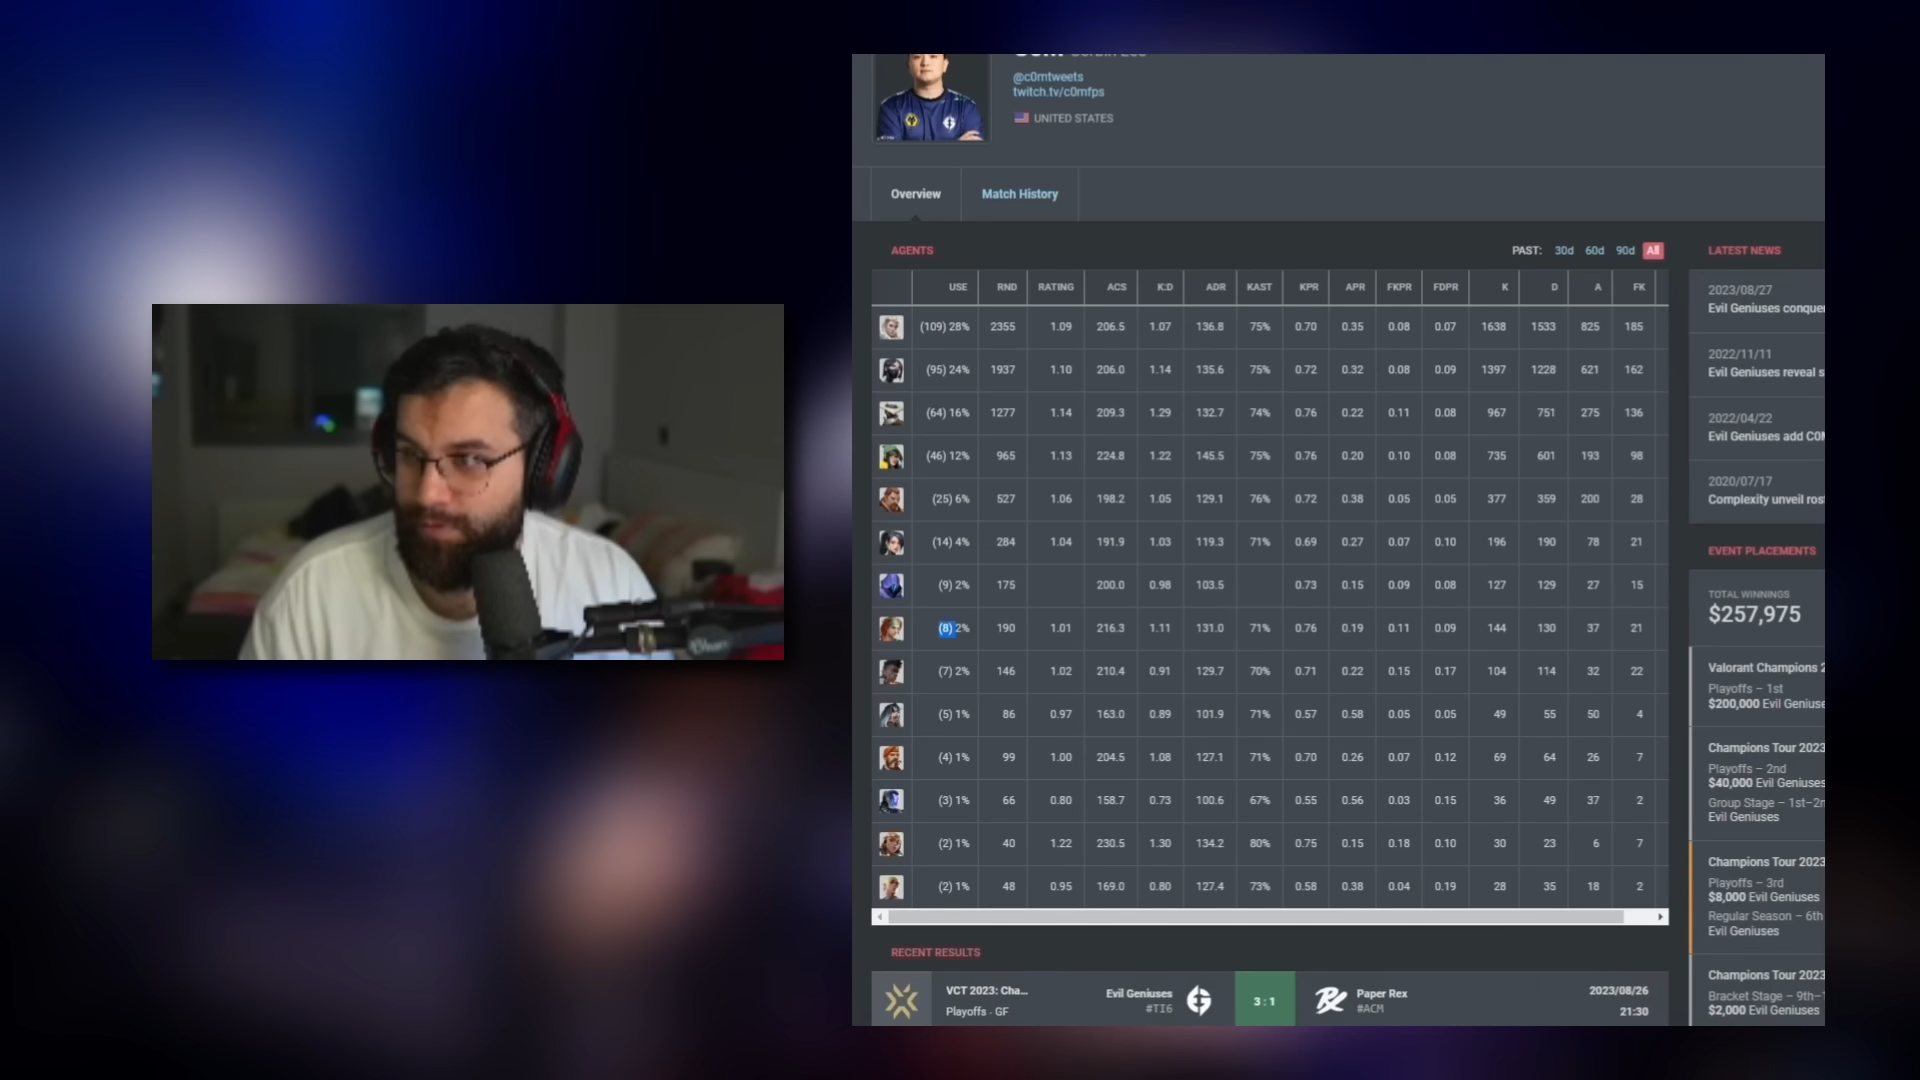 @c0mtweets
twitch.tv/c0mfps
UNITED STATES
Overview
Match History
AGENTS
PAST: 30d 60d 90d All
USE RND RATING ACS K:D ADR KAST KPR APR FKPR FDPR K D A FK
(109) 28% 2355 1.09 206.5 1.07 136.8 75% 0.70 0.35 0.08 0.07 1638 1533 825 185
(95) 24% 1937 1.10 206.0 1.14 135.6 75% 0.72 0.32 0.08 0.09 1397 1228 621 162
(64) 16% 1277 1.14 209.3 1.29 132.7 74% 0.76 0.22 0.11 0.08 967 751 275 136
(46) 12% 965 1.13 224.8 1.22 145.5 75% 0.76 0.20 0.10 0.08 735 601 193 98
(25) 6% 527 1.06 198.2 1.05 129.1 76% 0.72 0.38 0.05 0.05 377 359 200 28
(14) 4% 284 1.04 191.9 1.03 119.3 71% 0.69 0.27 0.07 0.10 196 190 78 21
(9) 2% 175 200.0 0.98 103.5 0.73 0.15 0.09 0.08 127 129 27 15
(8) 2% 190 1.01 216.3 1.11 131.0 71% 0.76 0.19 0.11 0.09 144 130 37 21
(7) 2% 146 1.02 210.4 0.91 129.7 70% 0.71 0.22 0.15 0.17 104 114 32 22
(5) 1% 86 0.97 163.0 0.89 101.9 71% 0.57 0.58 0.05 0.05 49 55 50 4
(4) 1% 99 1.00 204.5 1.08 127.1 71% 0.70 0.26 0.07 0.12 69 64 26 7
(3) 1% 66 0.80 158.7 0.73 100.6 67% 0.55 0.56 0.03 0.15 36 49 37 2
(2) 1% 40 1.22 230.5 1.30 134.2 80% 0.75 0.15 0.18 0.10 30 23 6 7
(2) 1% 48 0.95 169.0 0.80 127.4 73% 0.58 0.38 0.04 0.19 28 35 18 2
RECENT RESULTS
VCT 2023: Cha...
Playoffs - GF
Evil Geniuses
#TI6
3 : 1
Paper Rex
#ACM
2023/08/26
21:30
LATEST NEWS
2023/08/27
Evil Geniuses conque
2022/11/11
Evil Geniuses reveal s
2022/04/22
Evil Geniuses add C0M
2020/07/17
Complexity unveil ros
EVENT PLACEMENTS
TOTAL WINNINGS
$257,975
Valorant Champions 2
Playoffs – 1st
$200,000 Evil Geniuse
Champions Tour 2023
Playoffs – 2nd
$40,000 Evil Geniuses
Group Stage – 1st–2n
Evil Geniuses
Champions Tour 2023
Playoffs – 3rd
$8,000 Evil Geniuses
Regular Season – 6th
Evil Geniuses
Champions Tour 2023
Bracket Stage – 9th–1
$2,000 Evil Geniuses